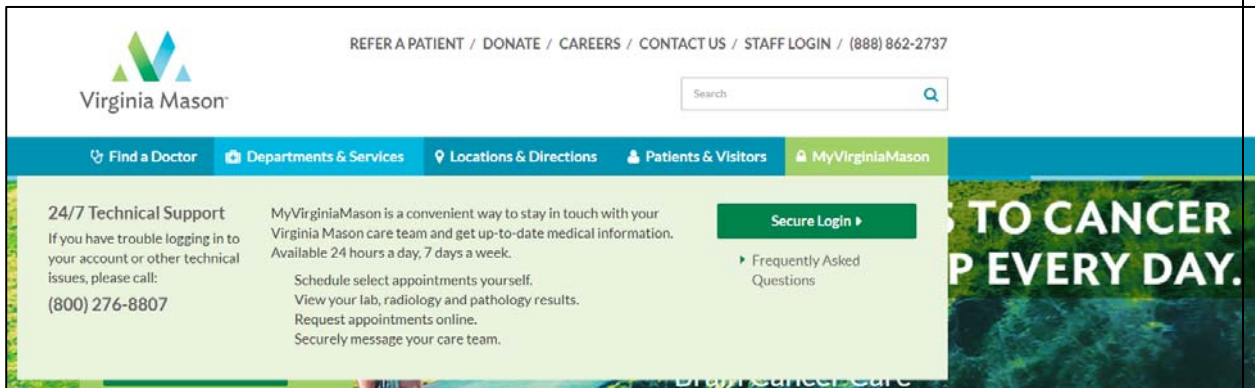 REFER A PATIENT / DONATE / CAREERS / CONTACT US / STAFF LOGIN / (888) 862-2737
Virginia Mason
Search
Find a Doctor Departments & Services Locations & Directions Patients & Visitors MyVirginiaMason
24/7 Technical Support
If you have trouble logging in to
your account or other technical
issues, please call:
(800) 276-8807
MyVirginiaMason is a convenient way to stay in touch with your
Virginia Mason care team and get up-to-date medical information.
Available 24 hours a day, 7 days a week.
Schedule select appointments yourself.
View your lab, radiology and pathology results.
Request appointments online.
Securely message your care team.
Secure Login
Frequently Asked
Questions
TO CANCER
EVERY DAY.
Brain Cancer Care